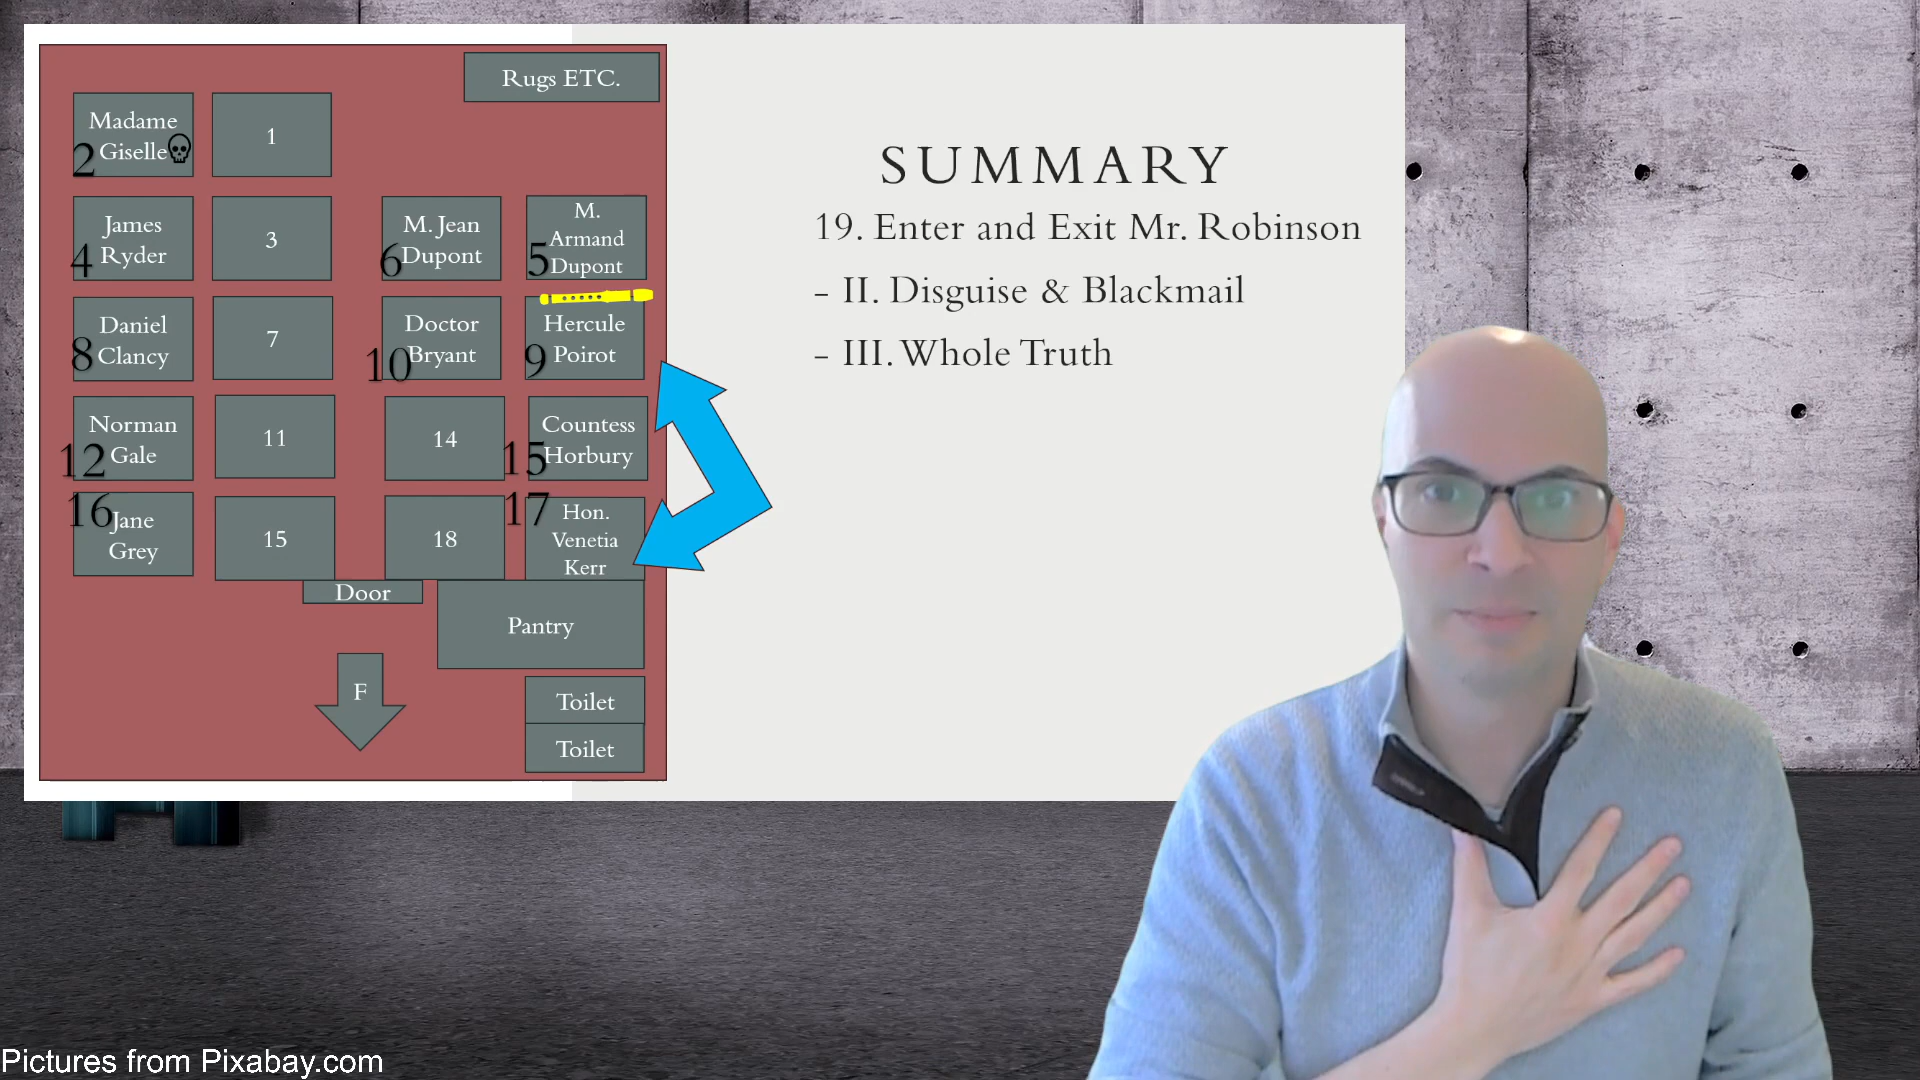 Rugs ETC.
Madame
Giselle
2
1
James
Ryder
4
3
M. Jean
Dupont
6
M.
Armand
Dupont
5
Daniel
Clancy
8
7
Doctor
Bryant
10
Hercule
Poirot
9
Norman
Gale
12
11
14
Countess
Horbury
15
16
Jane
Grey
15
18
17
Hon.
Venetia
Kerr
Door
Pantry
F
Toilet
Toilet
SUMMARY
19. Enter and Exit Mr. Robinson
- II. Disguise & Blackmail
- III. Whole Truth
Pictures from Pixabay.com